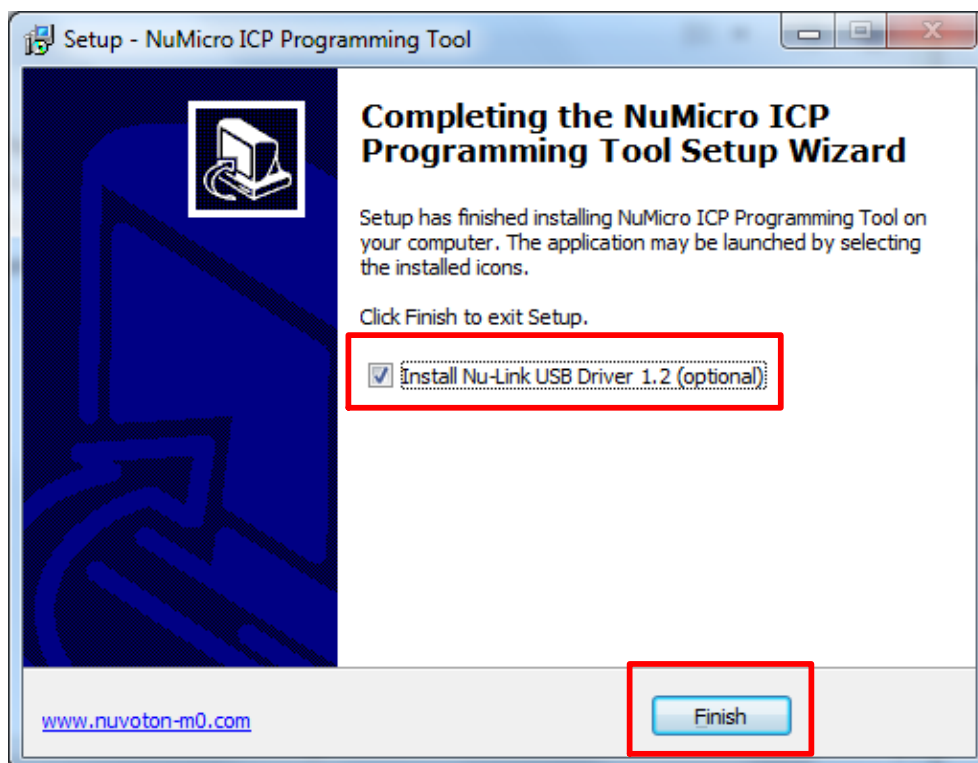 Setup - NuMicro ICP Programming Tool
Completing the NuMicro ICP
Programming Tool Setup Wizard
Setup has finished installing NuMicro ICP Programming Tool on
your computer. The application may be launched by selecting
the installed icons.
Click Finish to exit Setup.
Install Nu-Link USB Driver 1.2 (optional)
www.nuvoton-m0.com
Finish